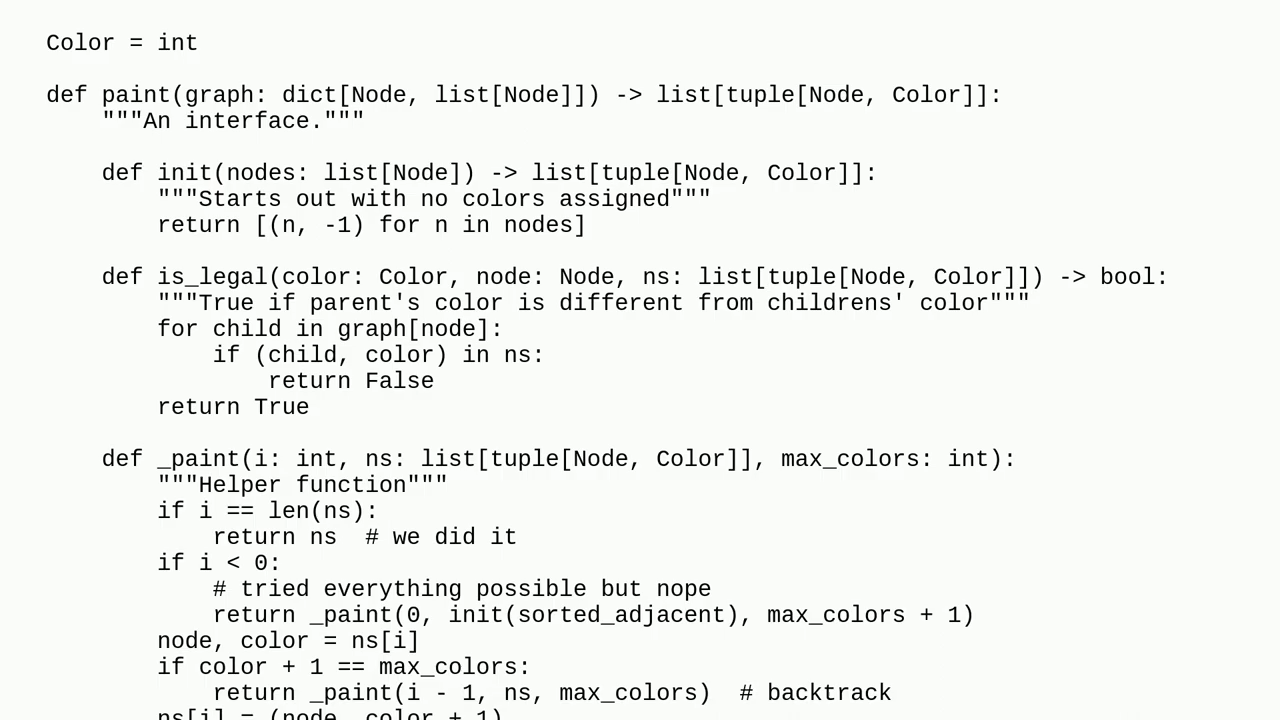 Color = int
def paint(graph: dict[Node, list[Node]]) -> list[tuple[Node, Color]]:
    """An interface."""
    def init(nodes: list[Node]) -> list[tuple[Node, Color]]:
        """Starts out with no colors assigned"""
        return [(n, -1) for n in nodes]
    def is_legal(color: Color, node: Node, ns: list[tuple[Node, Color]]) -> bool:
        """True if parent's color is different from childrens' color"""
        for child in graph[node]:
            if (child, color) in ns:
                return False
        return True
    def _paint(i: int, ns: list[tuple[Node, Color]], max_colors: int):
        """Helper function"""
        if i == len(ns):
            return ns  # we did it
        if i < 0:
            # tried everything possible but nope
            return _paint(0, init(sorted_adjacent), max_colors + 1)
        node, color = ns[i]
        if color + 1 == max_colors:
            return _paint(i - 1, ns, max_colors)  # backtrack
        ns[i] = (node, color + 1)